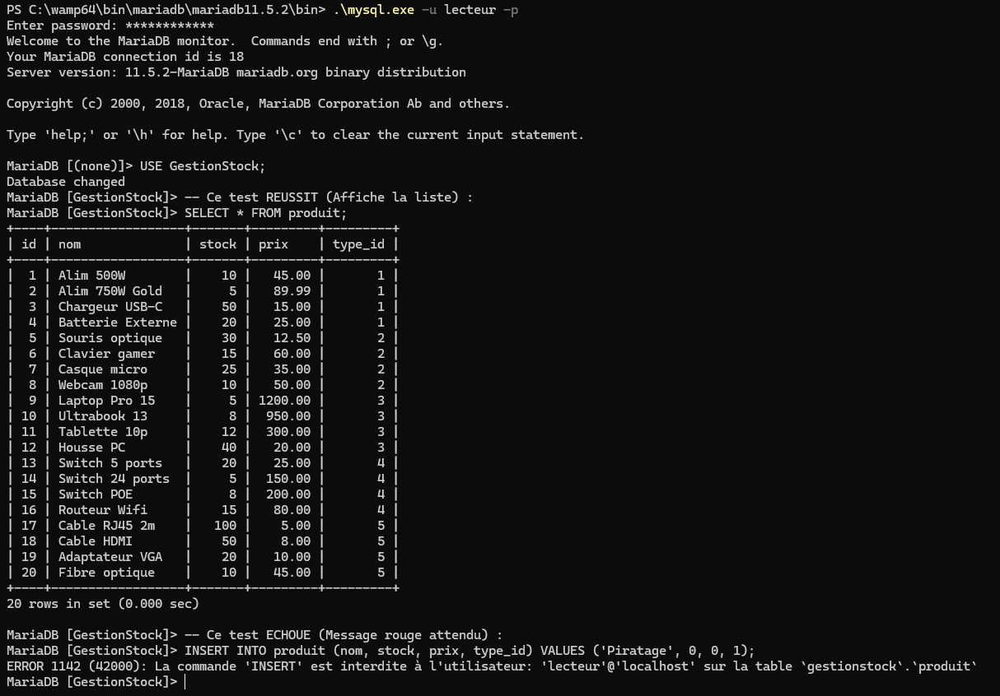 PS C:\wamp64\bin\mariadb\mariadb11.5.2\bin> .\mysql.exe -u lecteur -p
Enter password: ************
Welcome to the MariaDB monitor.  Commands end with ; or \g.
Your MariaDB connection id is 18
Server version: 11.5.2-MariaDB mariadb.org binary distribution

Copyright (c) 2000, 2018, Oracle, MariaDB Corporation Ab and others.

Type 'help;' or '\h' for help. Type '\c' to clear the current input statement.

MariaDB [(none)]> USE GestionStock;
Database changed
MariaDB [GestionStock]> -- Ce test REUSSIT (Affiche la liste) :
MariaDB [GestionStock]> SELECT * FROM produit;
+----+------------------+-------+---------+---------+
| id | nom              | stock | prix    | type_id |
+----+------------------+-------+---------+---------+
|  1 | Alim 500W        |    10 |   45.00 |       1 |
|  2 | Alim 750W Gold   |     5 |   89.99 |       1 |
|  3 | Chargeur USB-C   |    50 |   15.00 |       1 |
|  4 | Batterie Externe |    20 |   25.00 |       1 |
|  5 | Souris optique   |    30 |   12.50 |       2 |
|  6 | Clavier gamer    |    15 |   60.00 |       2 |
|  7 | Casque micro     |    25 |   35.00 |       2 |
|  8 | Webcam 1080p     |    10 |   50.00 |       2 |
|  9 | Laptop Pro 15    |     5 | 1200.00 |       3 |
| 10 | Ultrabook 13     |     8 |  950.00 |       3 |
| 11 | Tablette 10p     |    12 |  300.00 |       3 |
| 12 | Housse PC        |    40 |   20.00 |       3 |
| 13 | Switch 5 ports   |    20 |   25.00 |       4 |
| 14 | Switch 24 ports  |     5 |  150.00 |       4 |
| 15 | Switch POE       |     8 |  200.00 |       4 |
| 16 | Routeur Wifi     |    15 |   80.00 |       4 |
| 17 | Cable RJ45 2m    |   100 |    5.00 |       5 |
| 18 | Cable HDMI       |    50 |    8.00 |       5 |
| 19 | Adaptateur VGA   |    20 |   10.00 |       5 |
| 20 | Fibre optique    |    10 |   45.00 |       5 |
+----+------------------+-------+---------+---------+
20 rows in set (0.000 sec)

MariaDB [GestionStock]> -- Ce test ECHOUE (Message rouge attendu) :
MariaDB [GestionStock]> INSERT INTO produit (nom, stock, prix, type_id) VALUES ('Piratage', 0, 0, 1);
ERROR 1142 (42000): La commande 'INSERT' est interdite à l'utilisateur: 'lecteur'@'localhost' sur la table `gestionstock`.`produit`
MariaDB [GestionStock]>